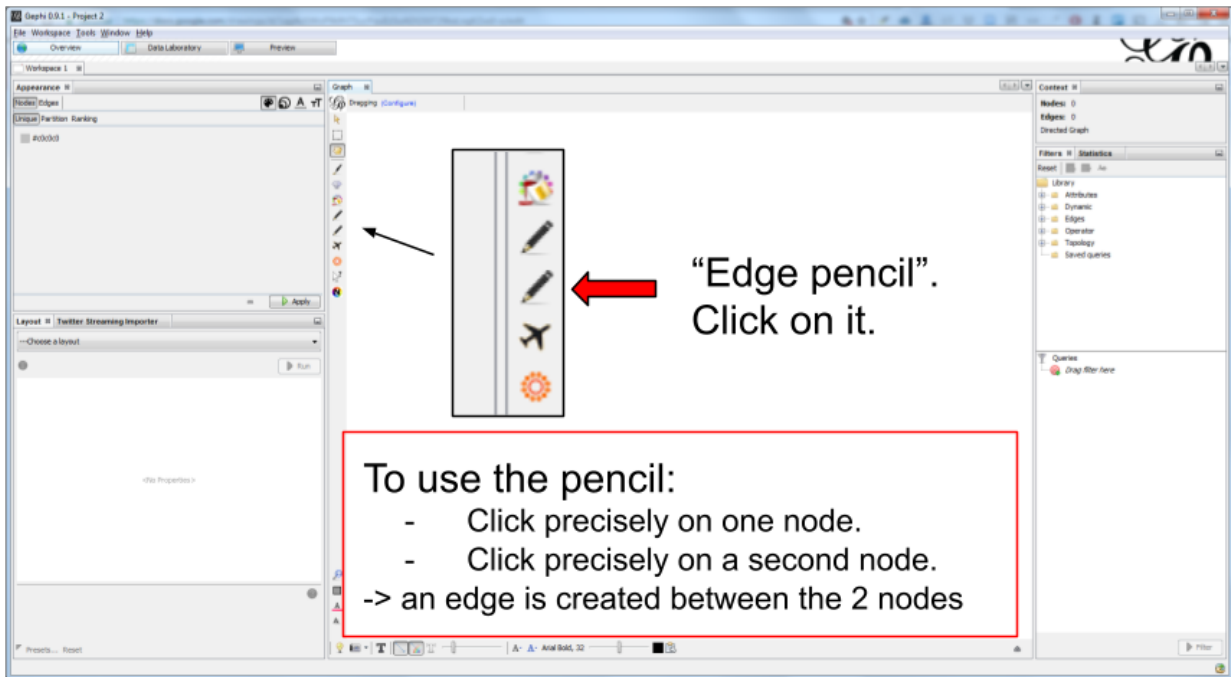 Gephi 0.9.1 - Project 2
File Workspace Tools Window Help
Overview Data Laboratory Preview
Workspace 1
Appearance
Nodes Edges
Unique Partition Ranking
#c0c0c0
Apply
Layout Twitter Streaming Importer
---Choose a layout
Run
<No Properties>
Presets... Reset
Graph
Dragging (Configure)
“Edge pencil”.
Click on it.
To use the pencil:
- Click precisely on one node.
- Click precisely on a second node.
-> an edge is created between the 2 nodes
A- A- Arial Bold, 32
Context
Nodes: 0
Edges: 0
Directed Graph
Filters Statistics
Reset
Library
Attributes
Dynamic
Edges
Operator
Topology
Saved queries
Queries
Drag filter here
Filter